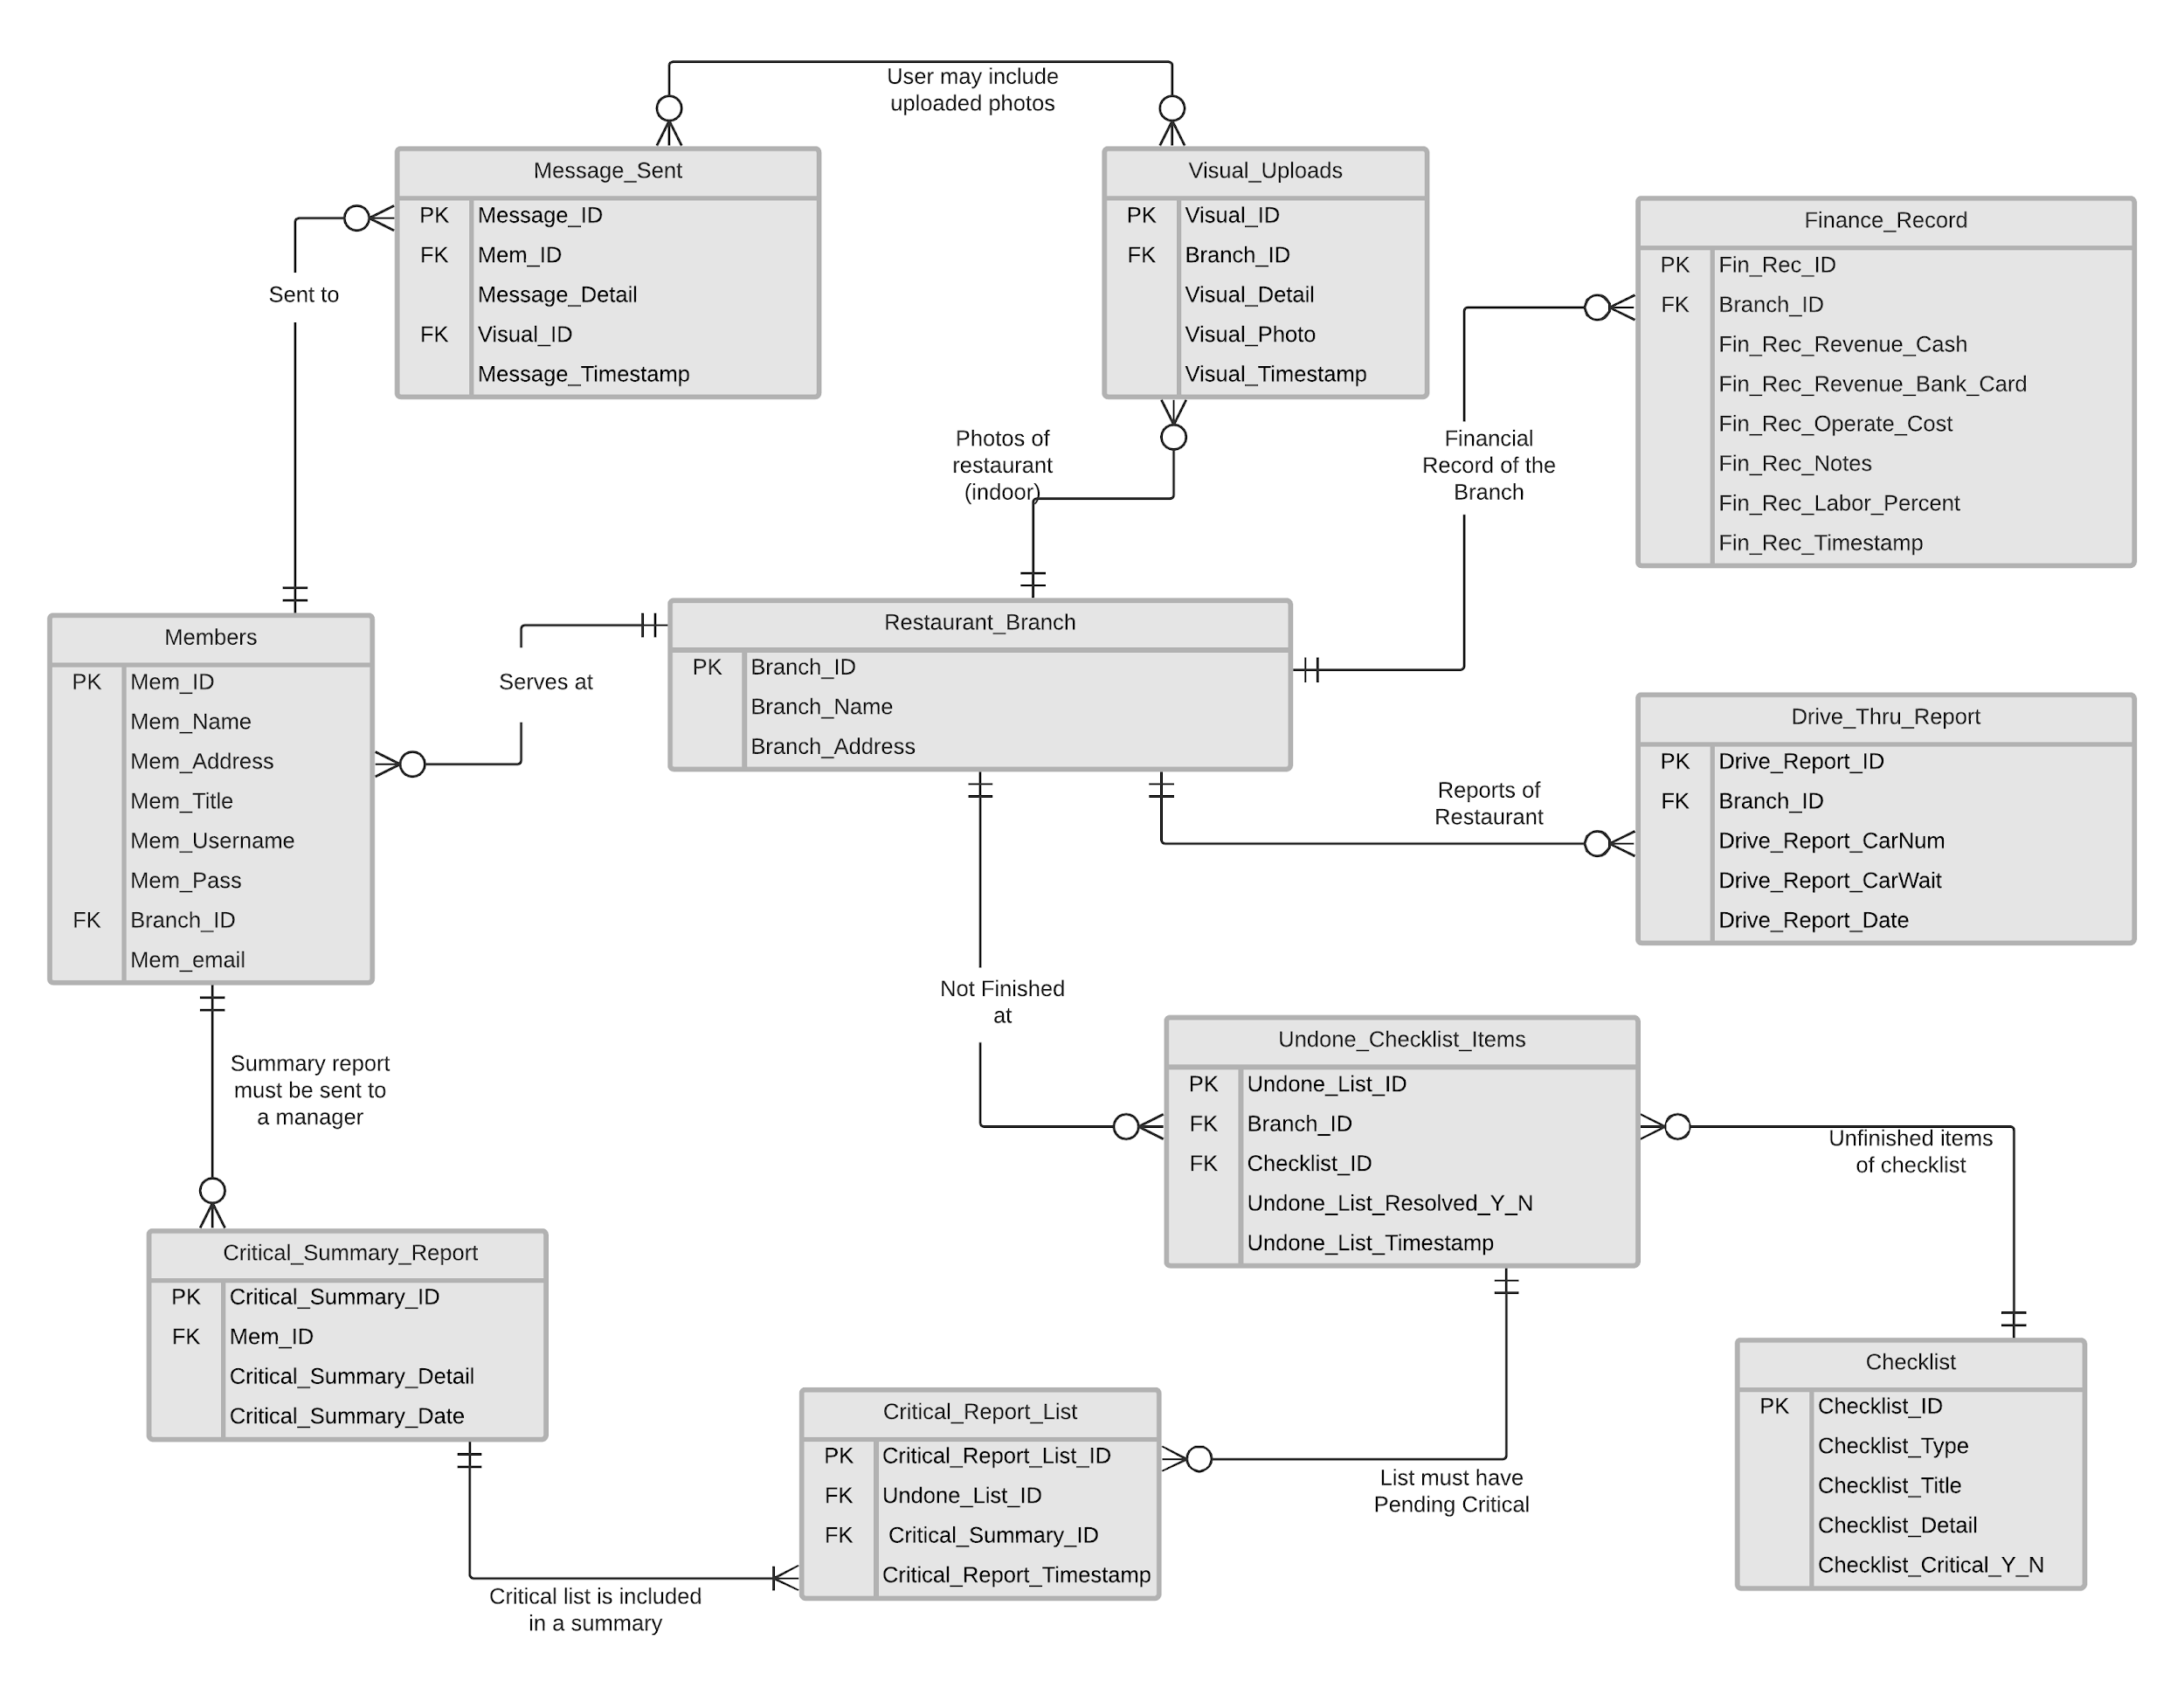 User may include
uploaded photos
Message_Sent
PK Message_ID
FK Mem_ID
Message_Detail
FK Visual_ID
Message_Timestamp
Visual_Uploads
PK Visual_ID
FK Branch_ID
Visual_Detail
Visual_Photo
Visual_Timestamp
Finance_Record
PK Fin_Rec_ID
FK Branch_ID
Fin_Rec_Revenue_Cash
Fin_Rec_Revenue_Bank_Card
Fin_Rec_Operate_Cost
Fin_Rec_Notes
Fin_Rec_Labor_Percent
Fin_Rec_Timestamp
Sent to
Photos of
restaurant
(indoor)
Financial
Record of the
Branch
Members
PK Mem_ID
Mem_Name
Mem_Address
Mem_Title
Mem_Username
Mem_Pass
FK Branch_ID
Mem_email
Serves at
Restaurant_Branch
PK Branch_ID
Branch_Name
Branch_Address
Reports of
Restaurant
Drive_Thru_Report
PK Drive_Report_ID
FK Branch_ID
Drive_Report_CarNum
Drive_Report_CarWait
Drive_Report_Date
Not Finished
at
Summary report
must be sent to
a manager
Undone_Checklist_Items
PK Undone_List_ID
FK Branch_ID
FK Checklist_ID
Undone_List_Resolved_Y_N
Undone_List_Timestamp
Unfinished items
of checklist
Critical_Summary_Report
PK Critical_Summary_ID
FK Mem_ID
Critical_Summary_Detail
Critical_Summary_Date
Critical_Report_List
PK Critical_Report_List_ID
FK Undone_List_ID
FK Critical_Summary_ID
Critical_Report_Timestamp
List must have
Pending Critical
Checklist
PK Checklist_ID
Checklist_Type
Checklist_Title
Checklist_Detail
Checklist_Critical_Y_N
Critical list is included
in a summary